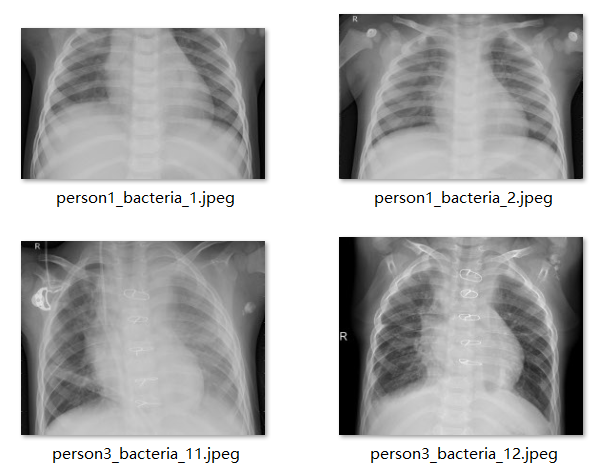 R
person1_bacteria_1.jpeg
person1_bacteria_2.jpeg
R
R
person3_bacteria_11.jpeg
person3_bacteria_12.jpeg